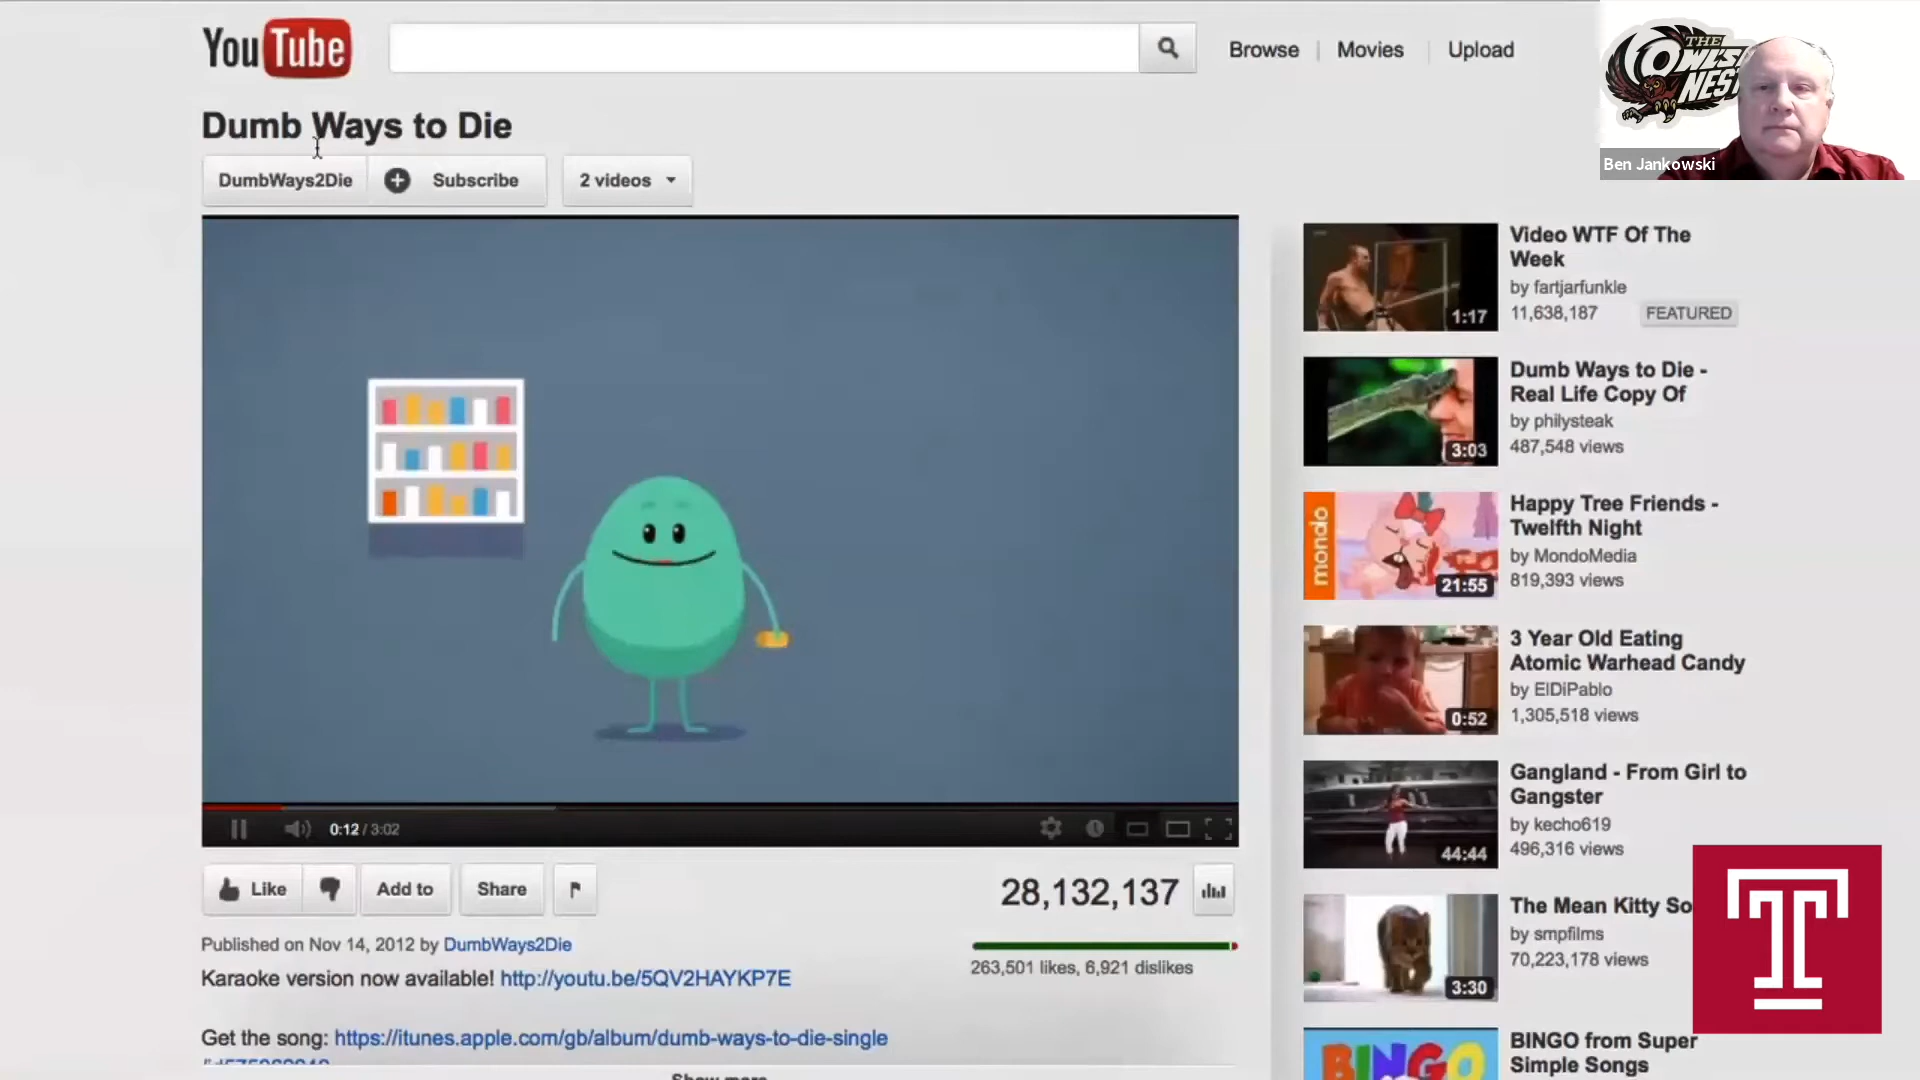 YouTube
Browse
Movies
Upload
THE
OWL'S
NEST
Ben Jankowski
Dumb Ways to Die
DumbWays2Die
Subscribe
2 videos
Video WTF Of The
Week
by fartjarfunkle
11,638,187
FEATURED
1:17
Dumb Ways to Die -
Real Life Copy Of
by philysteak
487,548 views
3:03
Happy Tree Friends -
Twelfth Night
by MondoMedia
819,393 views
mondo
21:55
3 Year Old Eating
Atomic Warhead Candy
by ElDiPablo
1,305,518 views
0:52
Gangland - From Girl to
Gangster
by kecho619
496,316 views
44:44
The Mean Kitty So
by smpfilms
70,223,178 views
3:30
BINGO from Super
Simple Songs
BINGO
0:12 / 3:02
Like
Add to
Share
28,132,137
Published on Nov 14, 2012 by DumbWays2Die
263,501 likes, 6,921 dislikes
Karaoke version now available! http://youtu.be/5QV2HAYKP7E
Get the song: https://itunes.apple.com/gb/album/dumb-ways-to-die-single
Show more
T